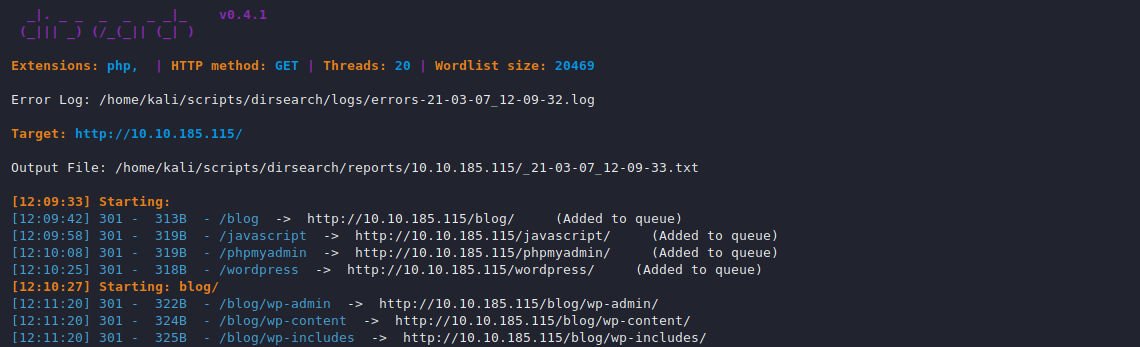 _|. _ _  _  _  _ _|_    v0.4.1
(_||| _) (/_(_|| (_| )
Extensions: php,  | HTTP method: GET | Threads: 20 | Wordlist size: 20469
Error Log: /home/kali/scripts/dirsearch/logs/errors-21-03-07_12-09-32.log
Target: http://10.10.185.115/
Output File: /home/kali/scripts/dirsearch/reports/10.10.185.115/_21-03-07_12-09-33.txt
[12:09:33] Starting:
[12:09:42] 301 -  313B  - /blog  ->  http://10.10.185.115/blog/     (Added to queue)
[12:09:58] 301 -  319B  - /javascript  ->  http://10.10.185.115/javascript/     (Added to queue)
[12:10:08] 301 -  319B  - /phpmyadmin  ->  http://10.10.185.115/phpmyadmin/     (Added to queue)
[12:10:25] 301 -  318B  - /wordpress  ->  http://10.10.185.115/wordpress/     (Added to queue)
[12:10:27] Starting: blog/
[12:11:20] 301 -  322B  - /blog/wp-admin  ->  http://10.10.185.115/blog/wp-admin/
[12:11:20] 301 -  324B  - /blog/wp-content  ->  http://10.10.185.115/blog/wp-content/
[12:11:20] 301 -  325B  - /blog/wp-includes  ->  http://10.10.185.115/blog/wp-includes/